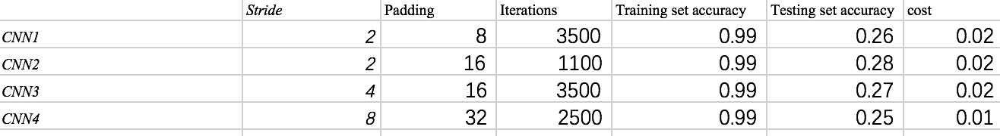 Stride Padding Iterations Training set accuracy Testing set accuracy cost
CNN1 2 8 3500 0.99 0.26 0.02
CNN2 2 16 1100 0.99 0.28 0.02
CNN3 4 16 3500 0.99 0.27 0.02
CNN4 8 32 2500 0.99 0.25 0.01